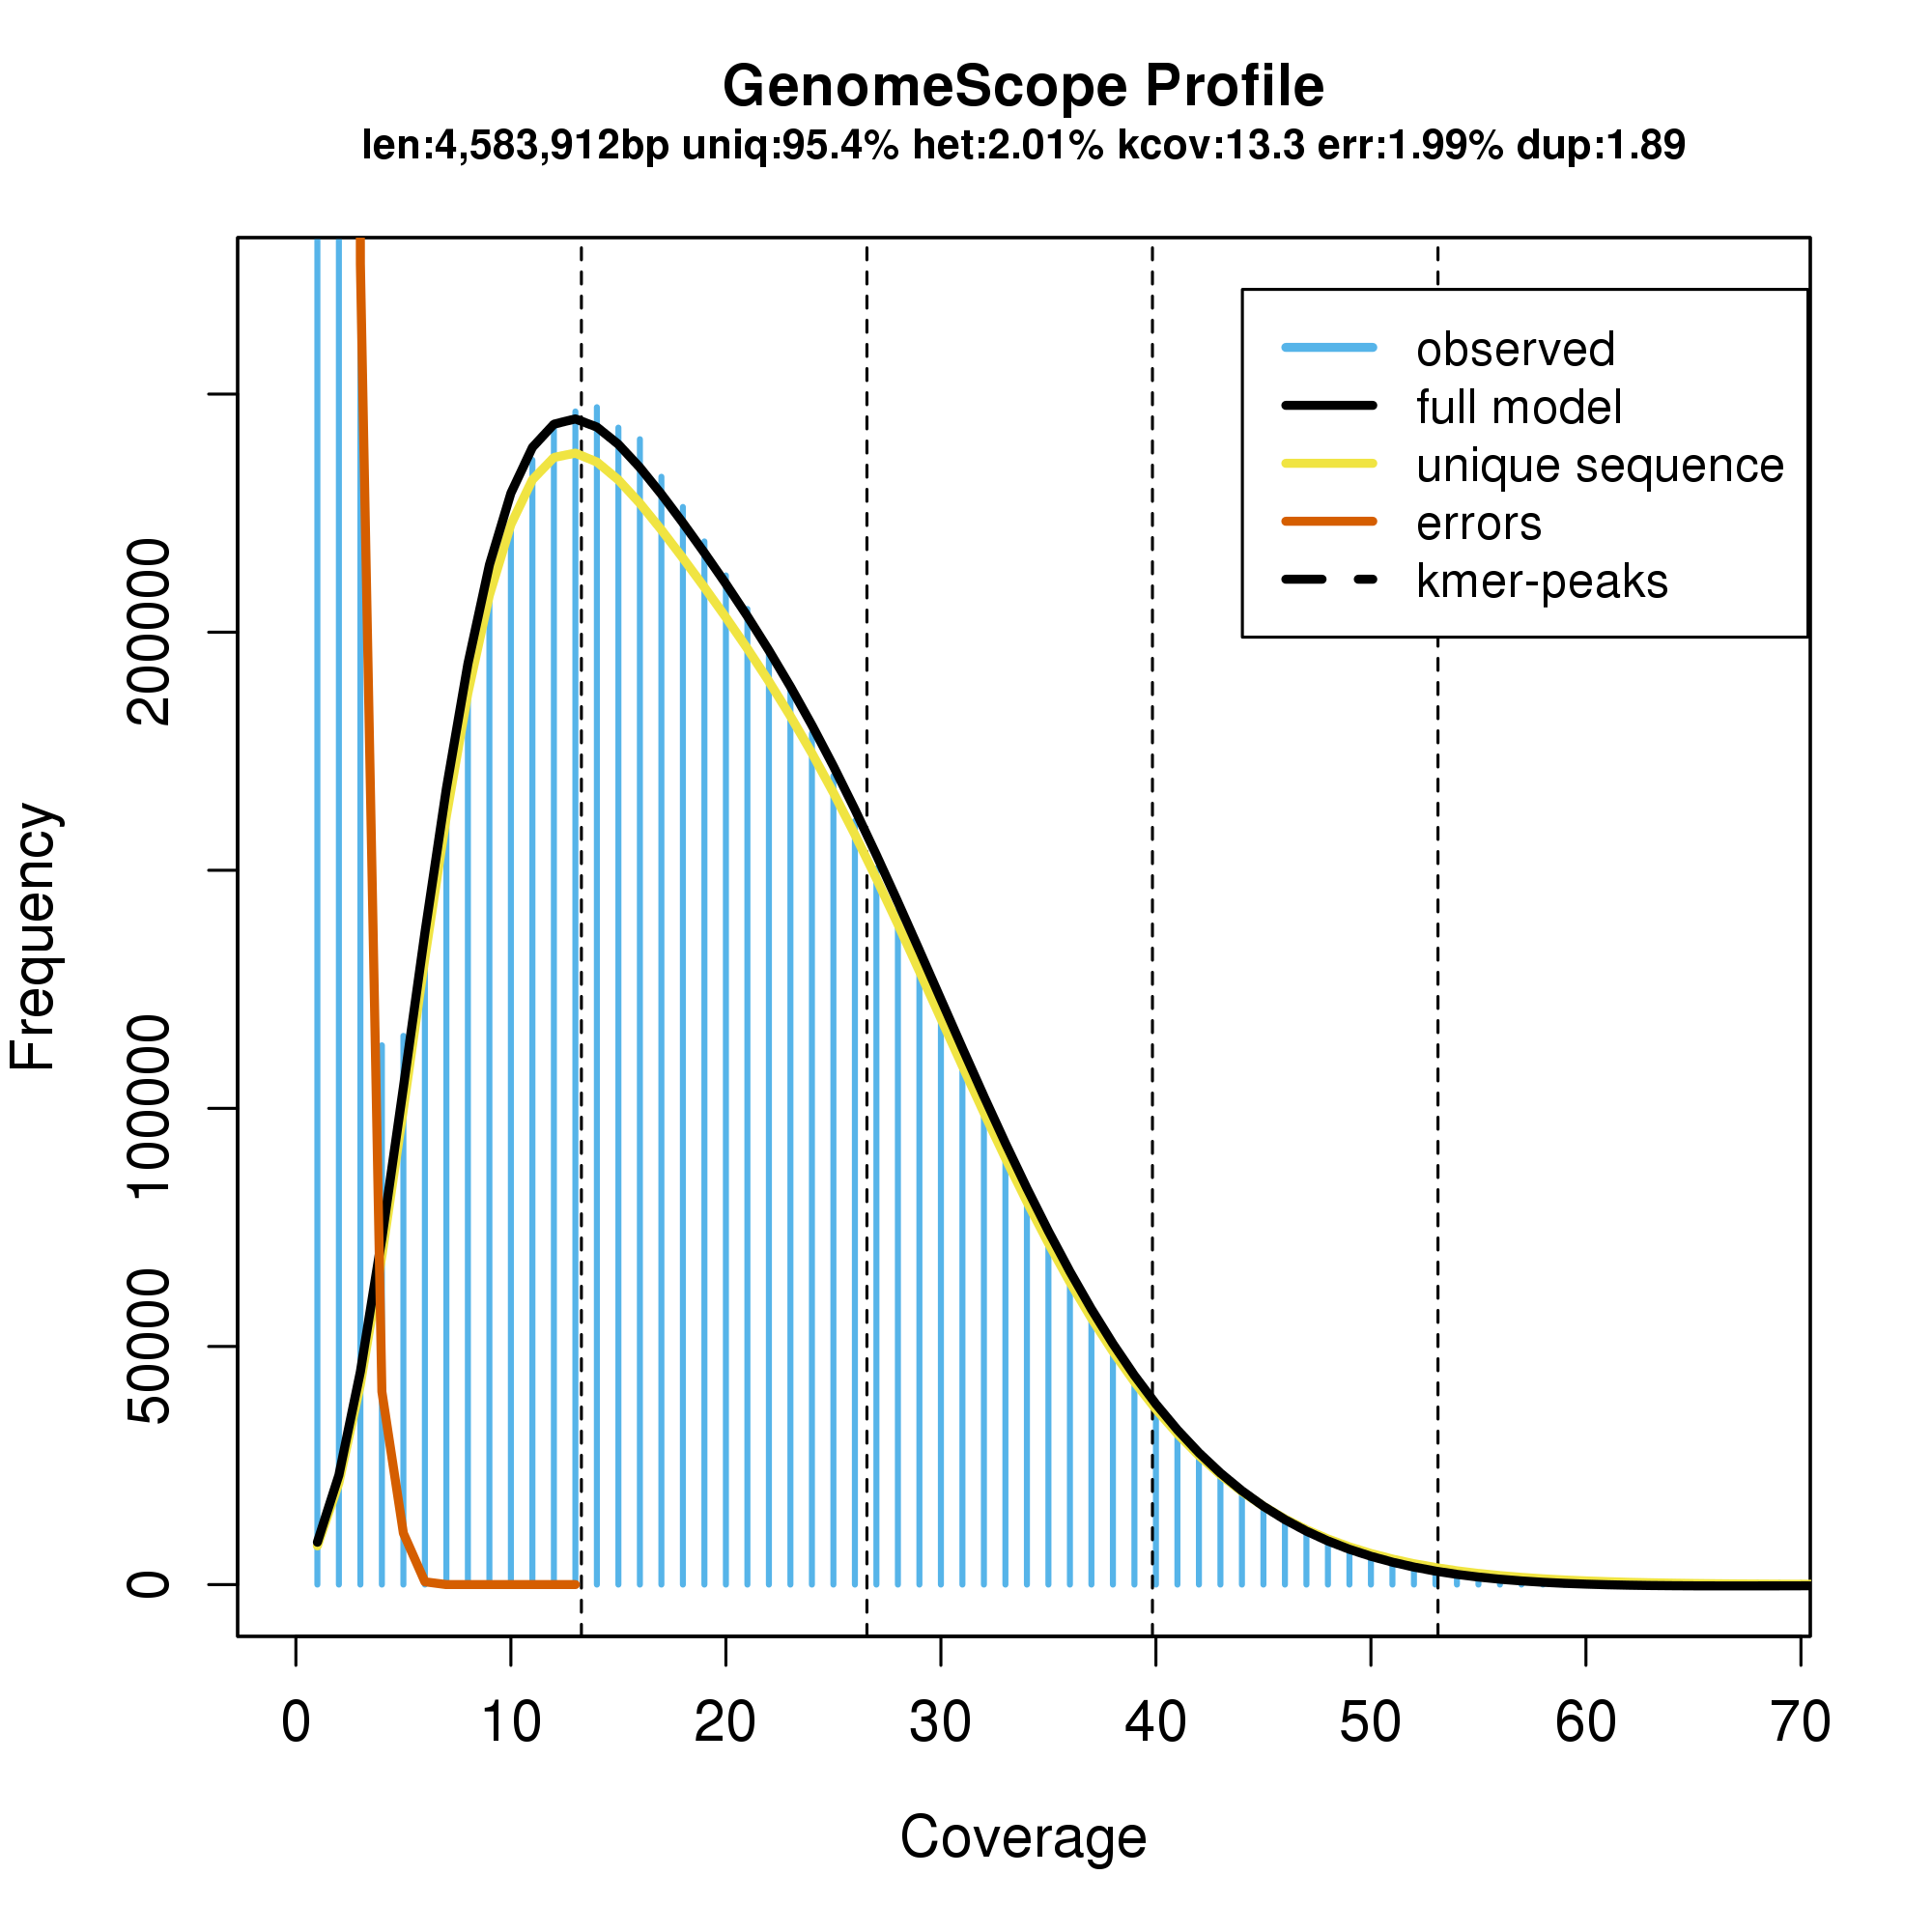 GenomeScope Profile
len:4,583,912bp uniq:95.4% het:2.01% kcov:13.3 err:1.99% dup:1.89
observed
full model
unique sequence
errors
kmer-peaks
Frequency
200000
100000
50000
0
0 10 20 30 40 50 60 70
Coverage